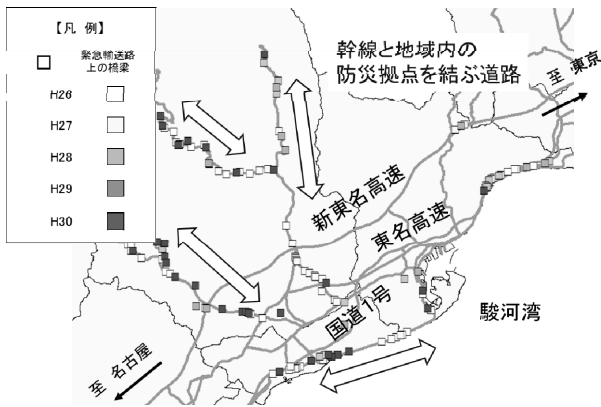 【凡 例】
緊急輸送路
上の橋梁
H26
H27
H28
H29
H30
幹線と地域内の
防災拠点を結ぶ道路
至 東京
新東名高速
東名高速
国道1号
駿河湾
至 名古屋